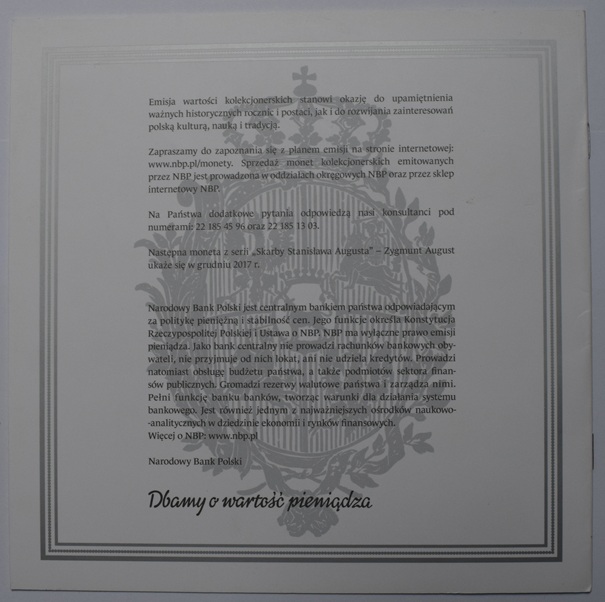 Emisja wartości kolekcjonerskich stanowi okazję do upamiętnienia
ważnych historycznych rocznic i postaci, jak i do rozwijania zainteresowań
polską kulturą, nauką i tradycją.
Zapraszamy do zapoznania się z planem emisji na stronie internetowej:
www.nbp.pl/monety. Sprzedaż monet kolekcjonerskich emitowanych
przez NBP jest prowadzona w oddziałach okręgowych NBP oraz przez sklep
internetowy NBP.
Na Państwa dodatkowe pytania odpowiedzą nasi konsultanci pod
numerami: 22 185 45 96 oraz 22 185 13 03.
Następna moneta z serii „Skarby Stanisława Augusta” – Zygmunt August
ukaże się w grudniu 2017 r.
Narodowy Bank Polski jest centralnym bankiem państwa odpowiadającym
za politykę pieniężną i stabilność cen. Jego funkcje określa Konstytucja
Rzeczypospolitej Polskiej i Ustawa o NBP. NBP ma wyłączne prawo emisji
pieniądza. Jako bank centralny nie prowadzi rachunków bankowych oby-
wateli, nie przyjmuje od nich lokat, ani nie udziela kredytów. Prowadzi
natomiast obsługę budżetu państwa, a także podmiotów sektora finan-
sów publicznych. Gromadzi rezerwy walutowe państwa i zarządza nimi.
Pełni funkcję banku banków, tworząc warunki dla działania systemu
bankowego. Jest również jednym z najważniejszych ośrodków naukowo-
-analitycznych w dziedzinie ekonomii i rynków finansowych.
Więcej o NBP: www.nbp.pl
Narodowy Bank Polski
Dbamy o wartość pieniądza